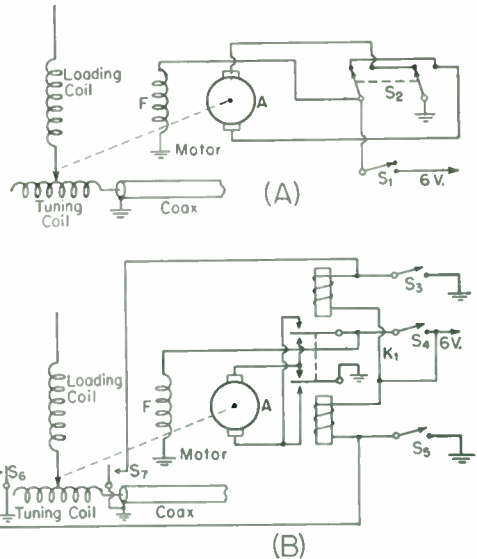 Loading
Coil
F
A
Motor
S2
S1
6 V.
Tuning
Coil
Coax
(A)
S3
S4
6V.
K1
Loading
Coil
F
A
Motor
S5
S6
S7
Tuning Coil
Coax
(B)